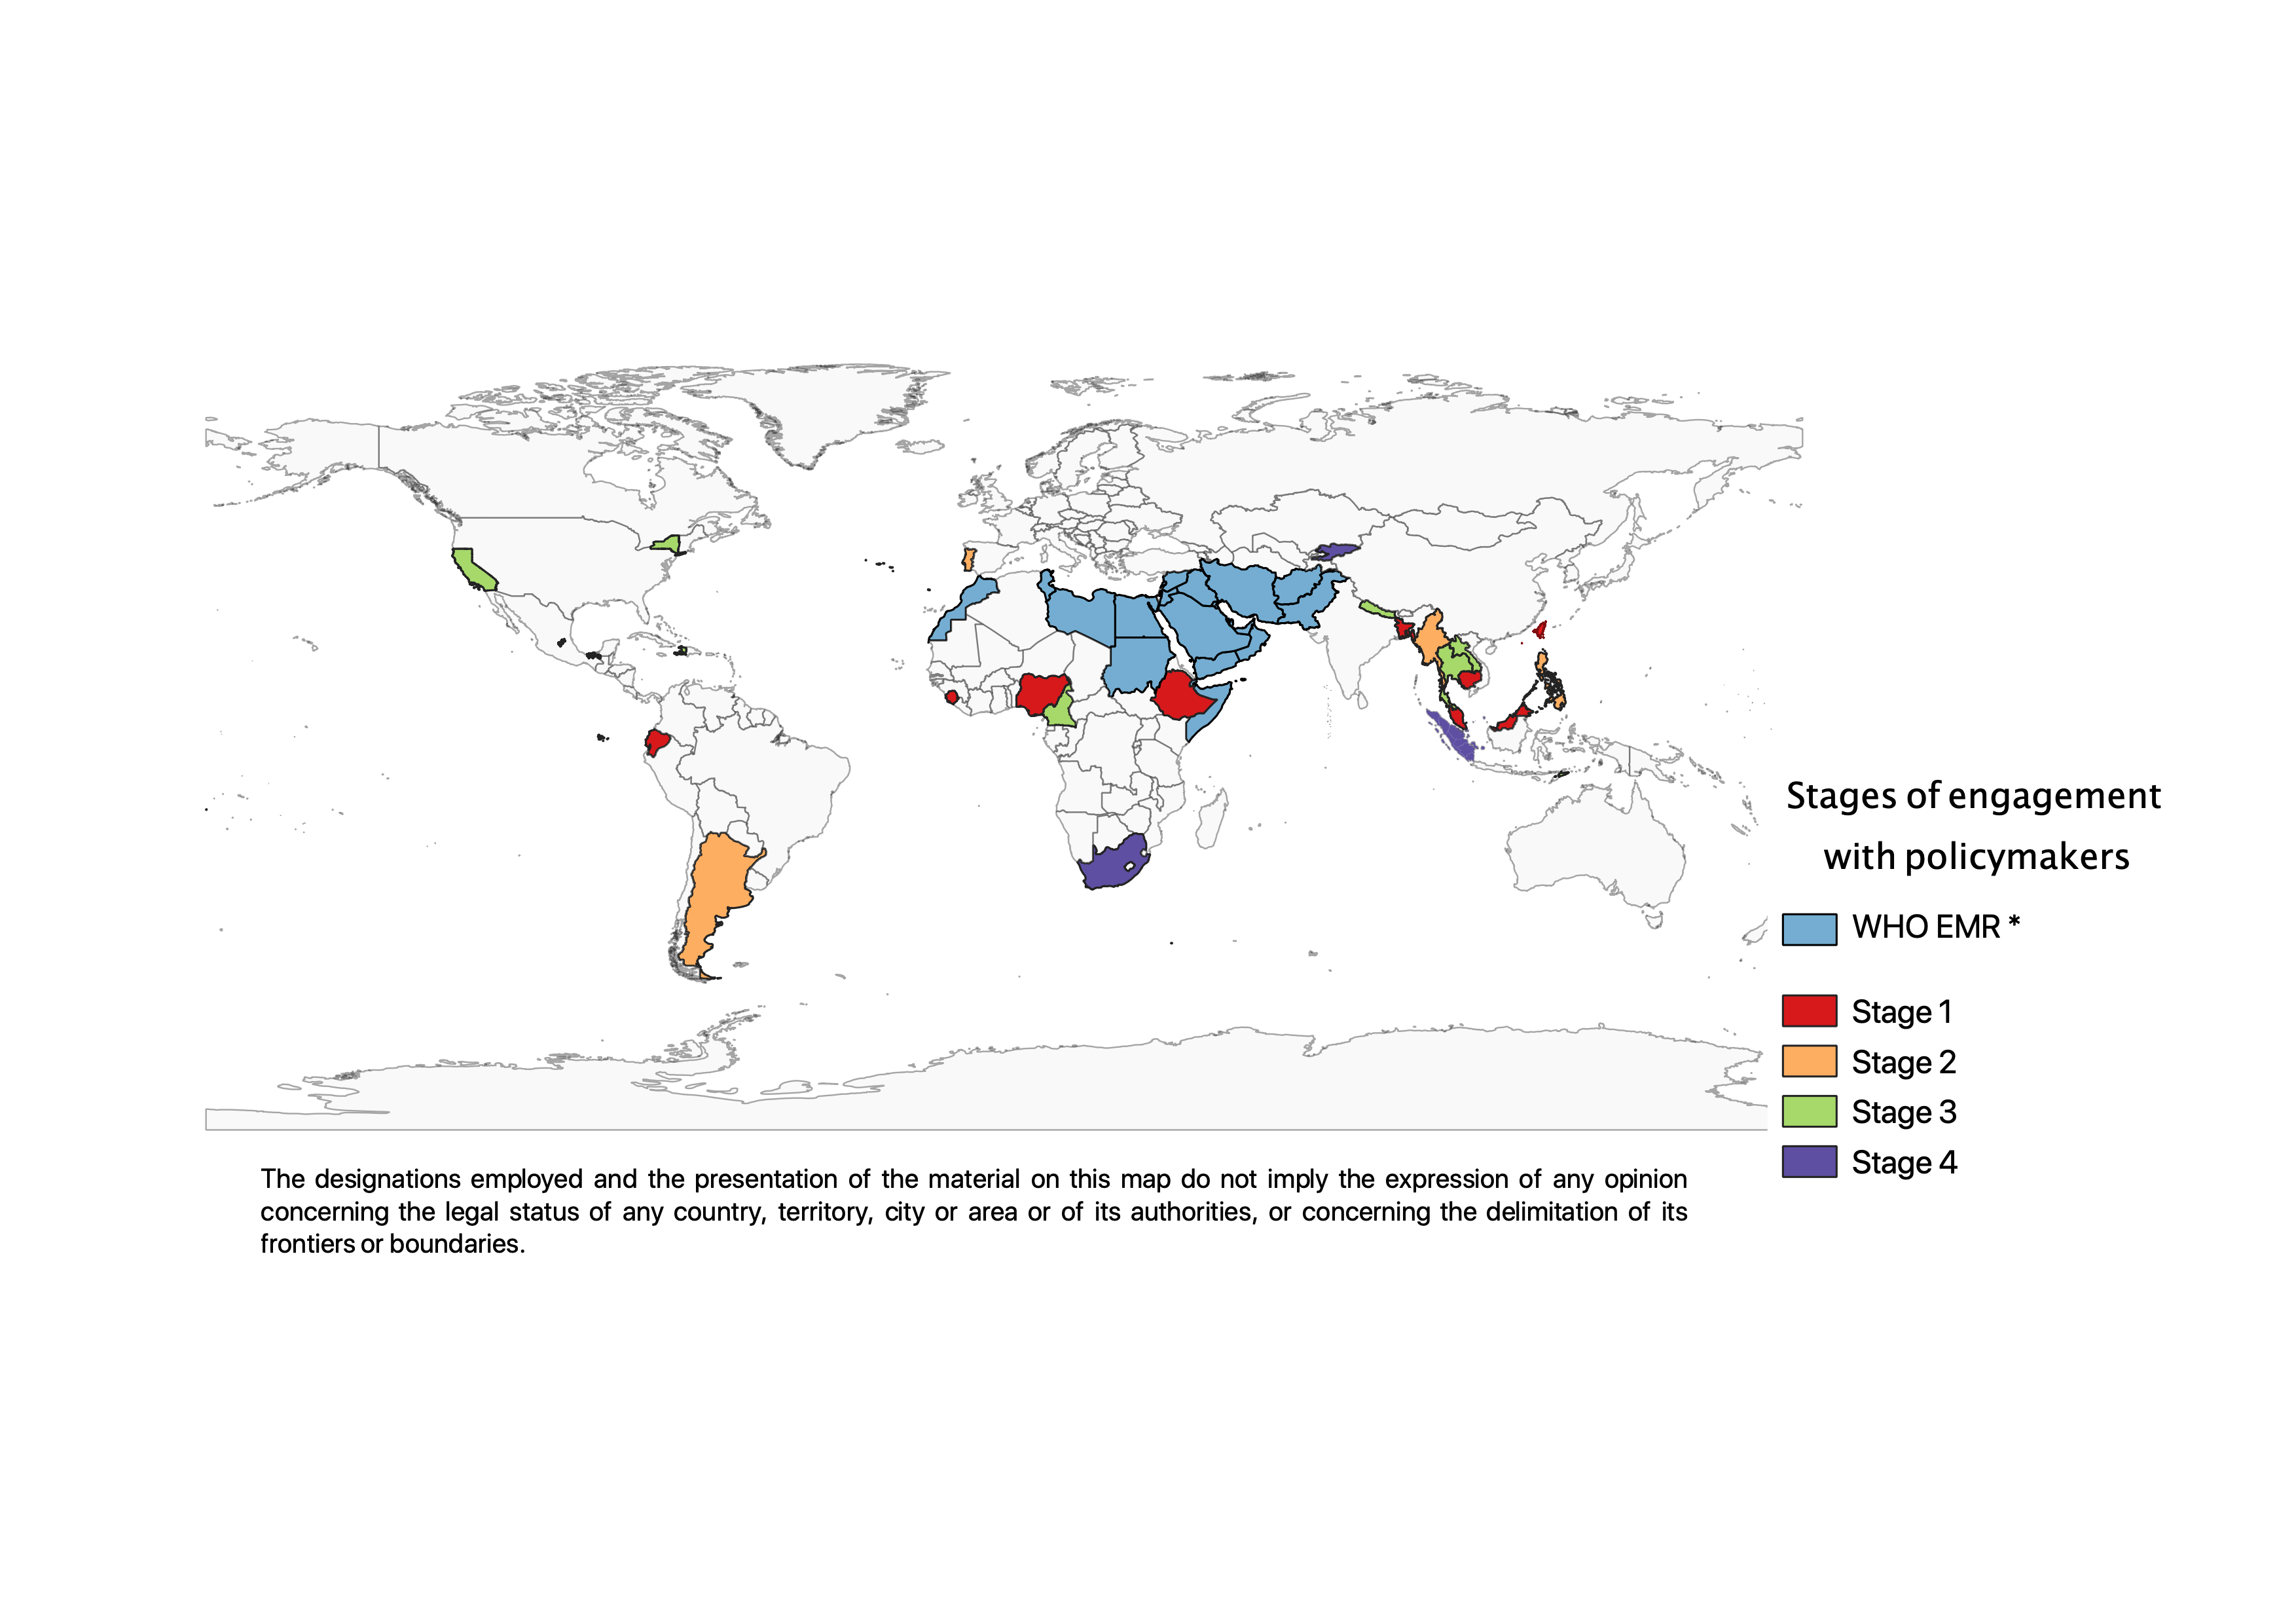 Stages of engagement
with policymakers
WHO EMR *
Stage 1
Stage 2
Stage 3
Stage 4
The designations employed and the presentation of the material on this map do not imply the expression of any opinion
concerning the legal status of any country, territory, city or area or of its authorities, or concerning the delimitation of its
frontiers or boundaries.